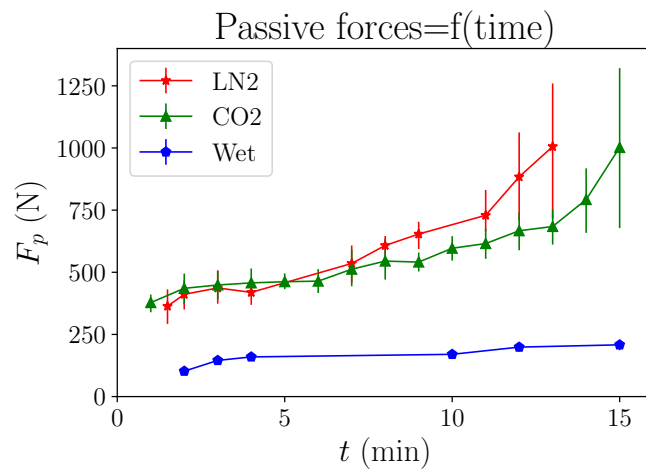 Passive forces=f(time)
LN2
CO2
Wet
1250
1000
750
500
250
0
F_p (N)
0 5 10 15
t (min)